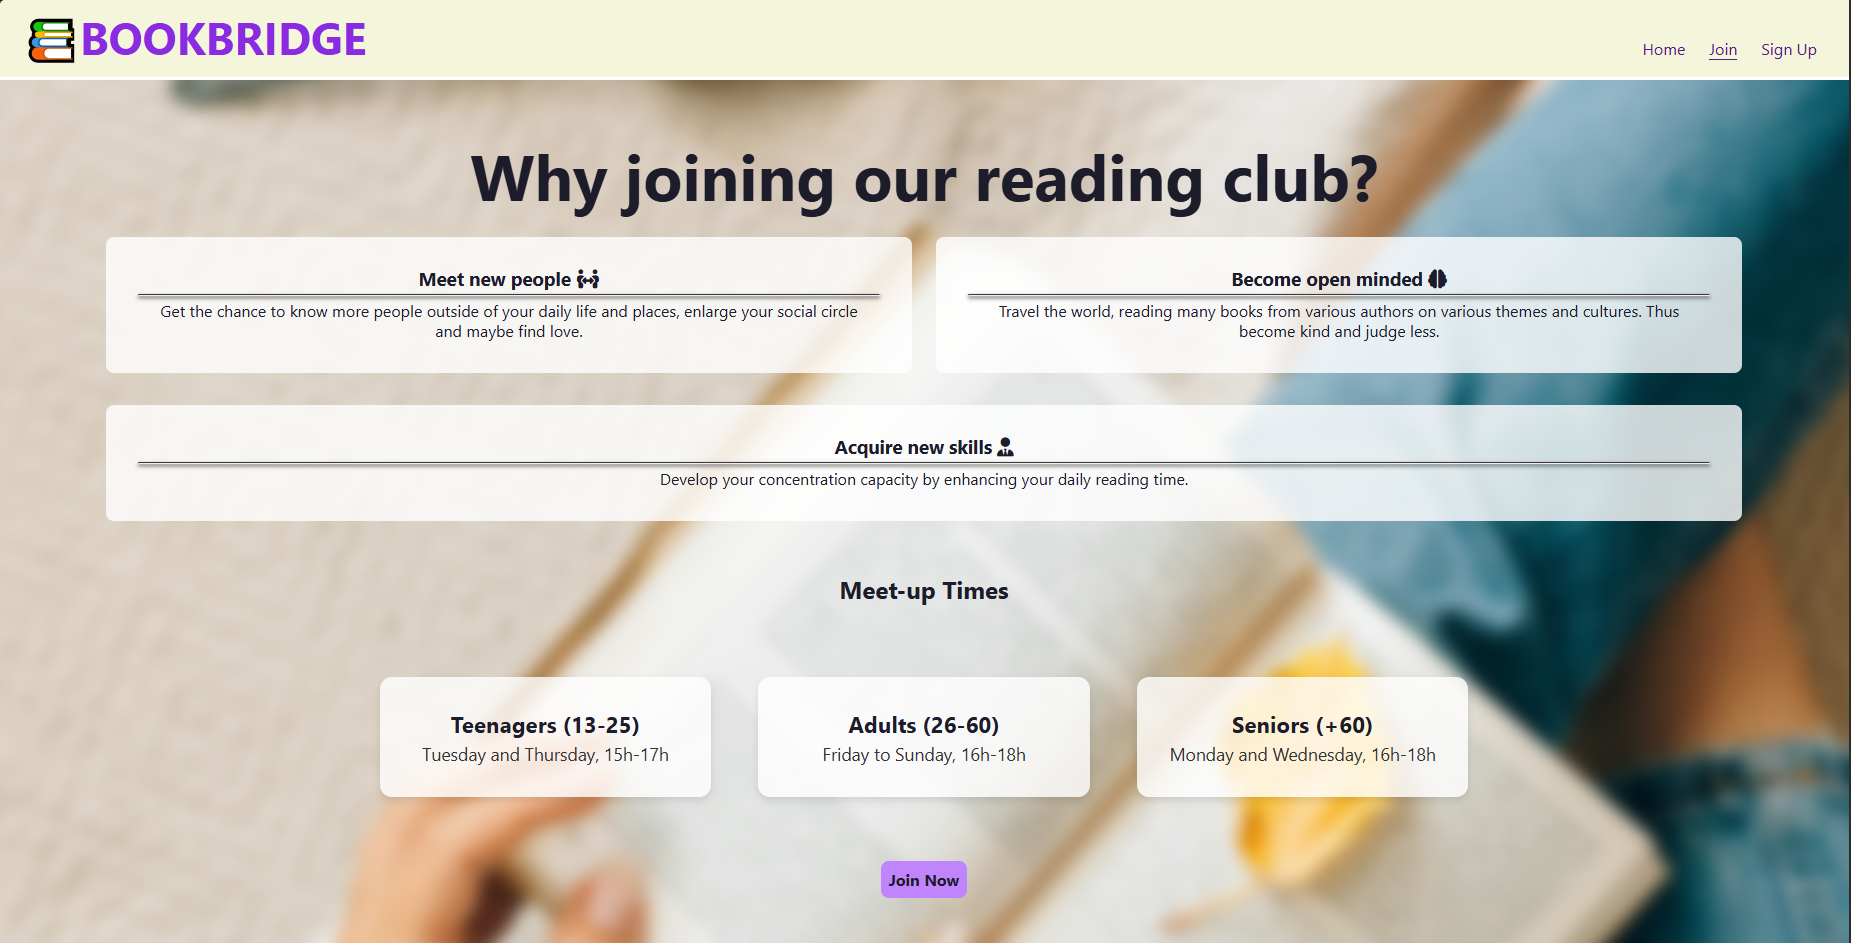 BOOKBRIDGE
Home Join Sign Up
Why joining our reading club?
Meet new people
Get the chance to know more people outside of your daily life and places, enlarge your social circle
and maybe find love.
Become open minded
Travel the world, reading many books from various authors on various themes and cultures. Thus
become kind and judge less.
Acquire new skills
Develop your concentration capacity by enhancing your daily reading time.
Meet-up Times
Teenagers (13-25)
Tuesday and Thursday, 15h-17h
Adults (26-60)
Friday to Sunday, 16h-18h
Seniors (+60)
Monday and Wednesday, 16h-18h
Join Now